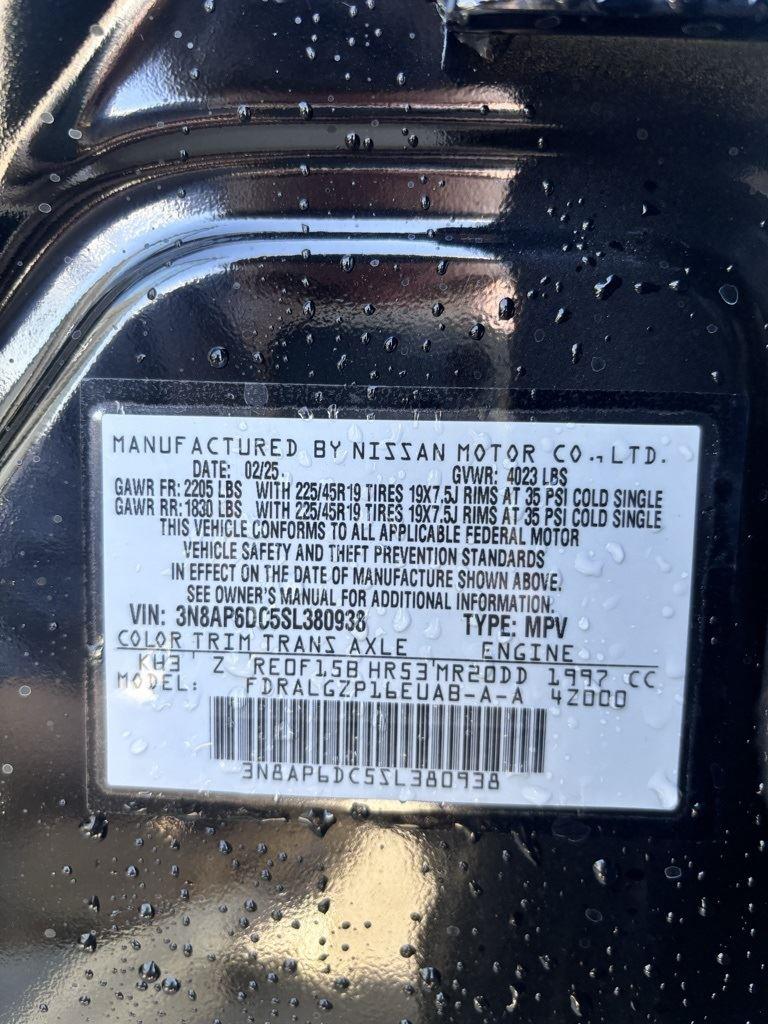 MANUFACTURED BY NISSAN MOTOR CO., LTD.
DATE: 02/25. GVWR: 4023 LBS
GAWR FR: 2205 LBS WITH 225/45R19 TIRES 19X7.5J RIMS AT 35 PSI COLD SINGLE
GAWR RR: 1830 LBS WITH 225/45R19 TIRES 19X7.5J RIMS AT 35 PSI COLD SINGLE
THIS VEHICLE CONFORMS TO ALL APPLICABLE FEDERAL MOTOR
VEHICLE SAFETY AND THEFT PREVENTION STANDARDS
IN EFFECT ON THE DATE OF MANUFACTURE SHOWN ABOVE.
SEE OWNER'S MANUAL FOR ADDITIONAL INFORMATION.
VIN: 3N8AP6DC5SL380938 TYPE: MPV
COLOR TRIM TRANS AXLE ENGINE
KH3 Z RE0F15B HR53 MR20DD 1997 CC
MODEL: FDRALGZP16EUAB-A-A 4Z000
3N8AP6DC5SL380938